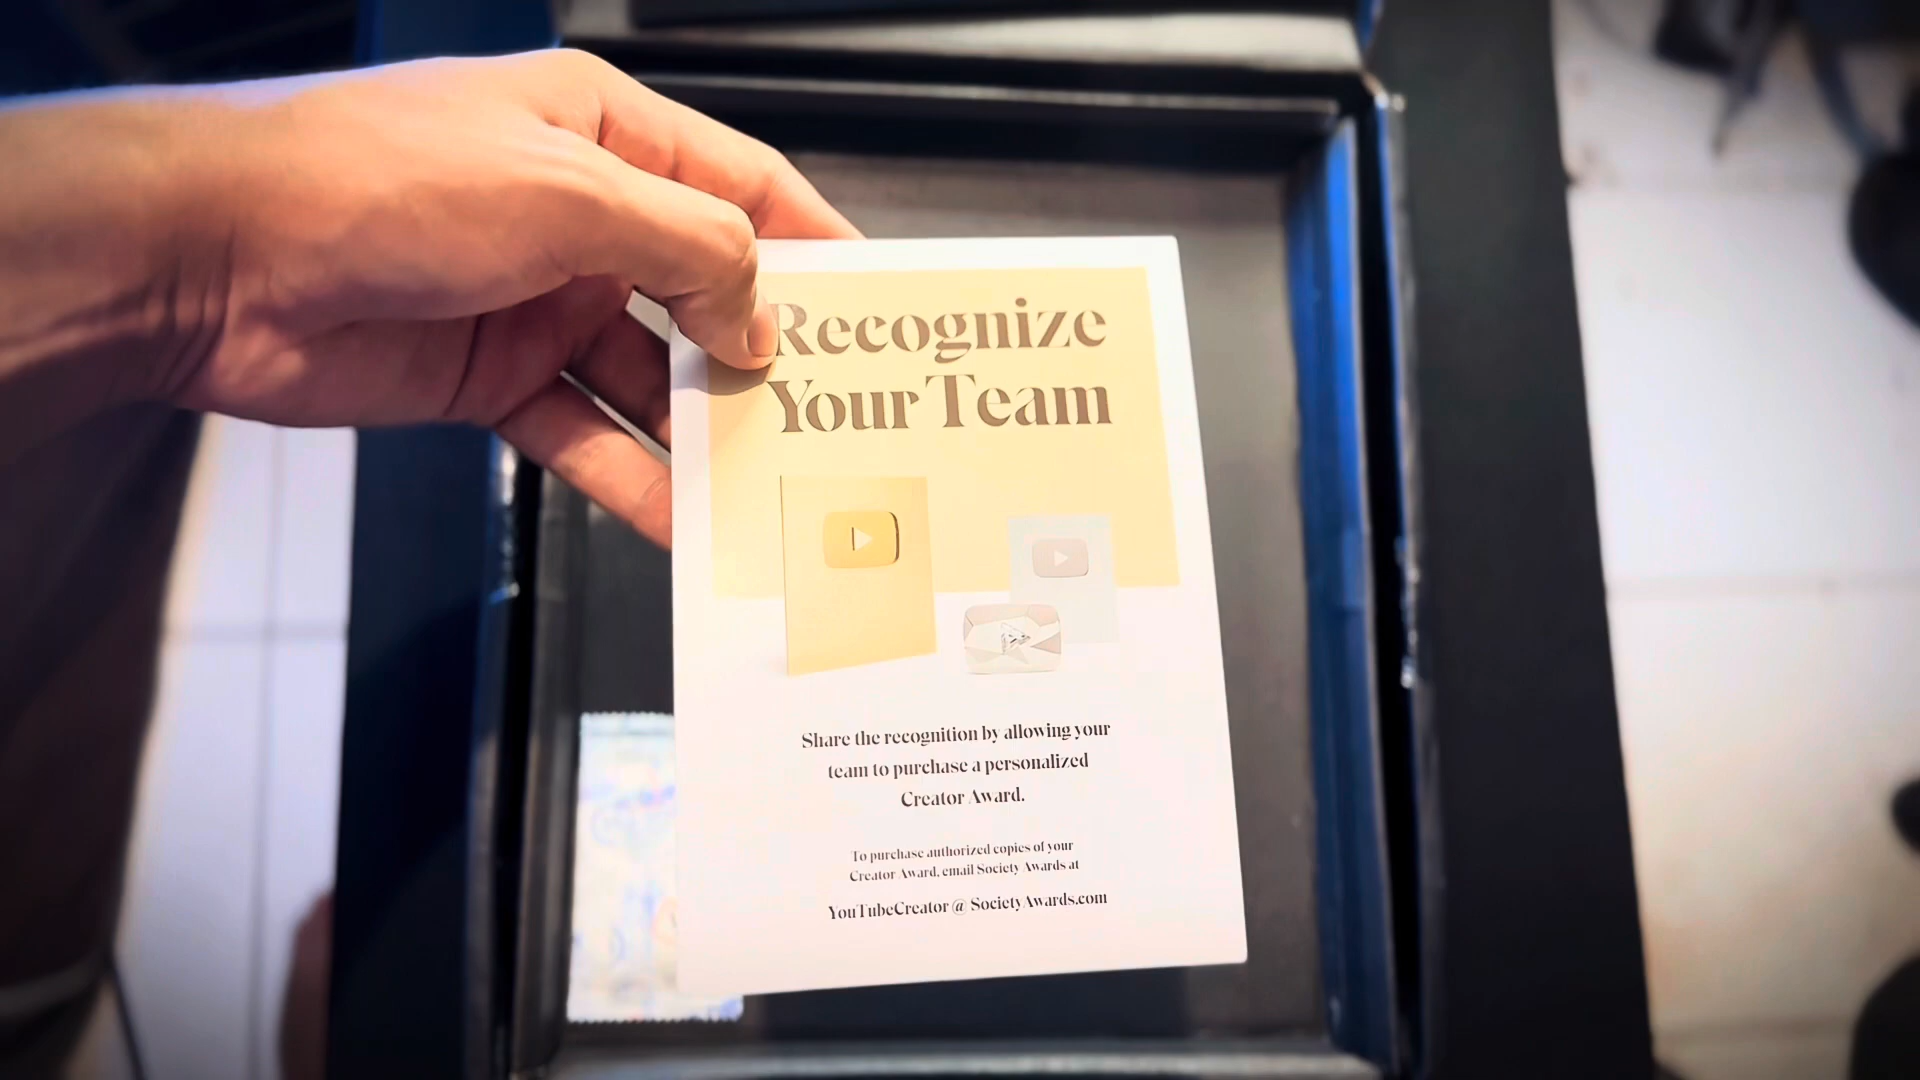 Recognize
Your Team
Share the recognition by allowing your
team to purchase a personalized
Creator Award.
To purchase authorized copies of your
Creator Award, email Society Awards at
YouTubeCreator @ SocietyAwards.com